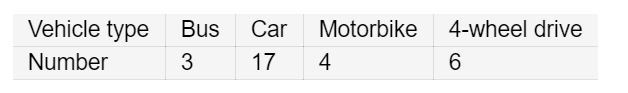 Vehicle type Bus Car Motorbike 4-wheel drive
Number 3 17 4 6